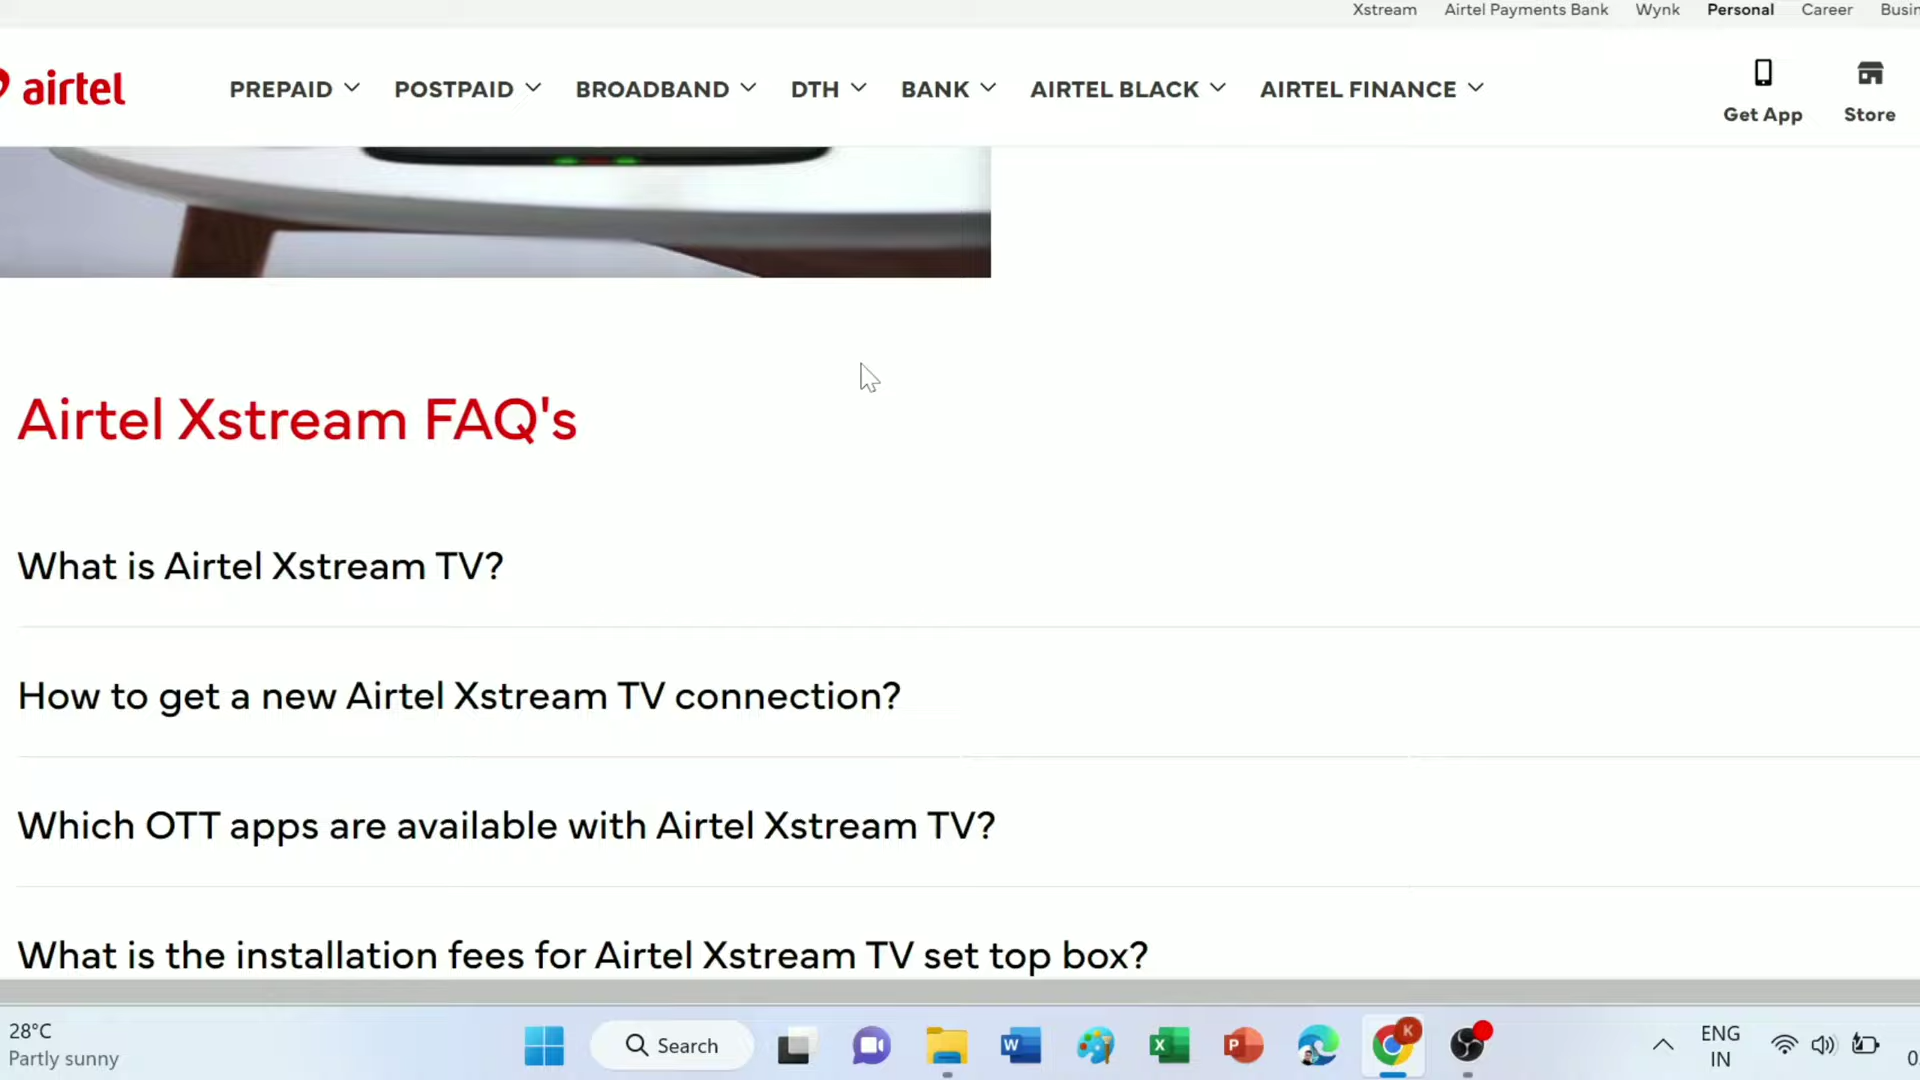 Xstream Airtel Payments Bank Wynk Personal Career Busin
airtel PREPAID POSTPAID BROADBAND DTH BANK AIRTEL BLACK AIRTEL FINANCE
Get App Store
Airtel Xstream FAQ's
What is Airtel Xstream TV?
How to get a new Airtel Xstream TV connection?
Which OTT apps are available with Airtel Xstream TV?
What is the installation fees for Airtel Xstream TV set top box?
28°C
Partly sunny
Search
K
ENG
IN
0